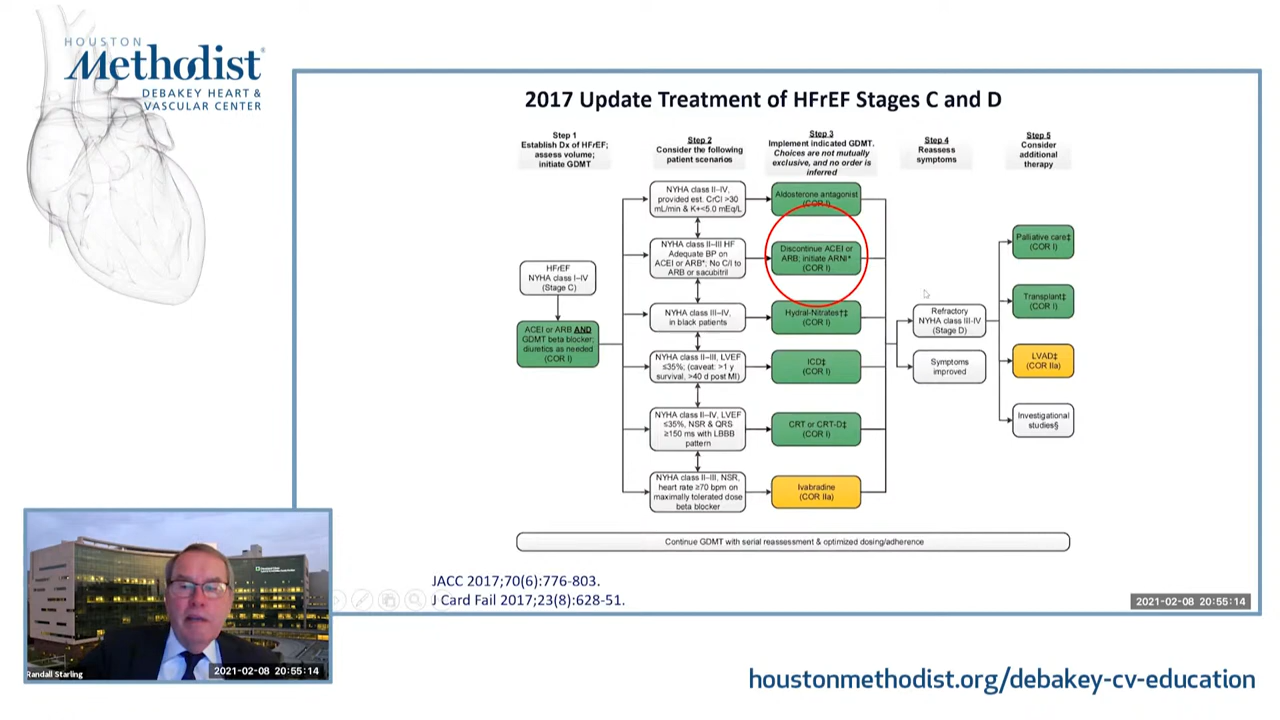 HOUSTON
Methodist®
DEBAKEY HEART &
VASCULAR CENTER
2017 Update Treatment of HFrEF Stages C and D
Step 1
Establish Dx of HFrEF;
assess volume;
initiate GDMT
Step 2
Consider the following
patient scenarios
Step 3
Implement indicated GDMT.
Choices are not mutually
exclusive, and no order is
inferred
Step 4
Reassess
symptoms
Step 5
Consider
additional
therapy
HFrEF
NYHA class I–IV
(Stage C)
ACEI or ARB AND
GDMT beta blocker;
diuretics as needed
(COR I)
NYHA class II–IV,
provided est. CrCl >30
mL/min & K+<5.0 mEq/L
Aldosterone antagonist
(COR I)
NYHA class II–III HF
Adequate BP on
ACEI or ARB*; No C/I to
ARB or sacubitril
Discontinue ACEI or
ARB; initiate ARNI*
(COR I)
NYHA class III–IV,
in black patients
Hydral-Nitrates†‡
(COR I)
NYHA class II–III, LVEF
≤35%; (caveat: >1 y
survival, >40 d post MI)
ICD‡
(COR I)
NYHA class II–IV, LVEF
≤35%, NSR & QRS
≥150 ms with LBBB
pattern
CRT or CRT-D‡
(COR I)
NYHA class II–III, NSR,
heart rate ≥70 bpm on
maximally tolerated dose
beta blocker
Ivabradine
(COR IIa)
Refractory
NYHA class III-IV
(Stage D)
Symptoms
improved
Palliative care‡
(COR I)
Transplant‡
(COR I)
LVAD‡
(COR IIa)
Investigational
studies§
Continue GDMT with serial reassessment & optimized dosing/adherence
JACC 2017;70(6):776-803.
J Card Fail 2017;23(8):628-51.
2021-02-08 20:55:14
Randall Starling
2021-02-08 20:55:14
houstonmethodist.org/debakey-cv-education